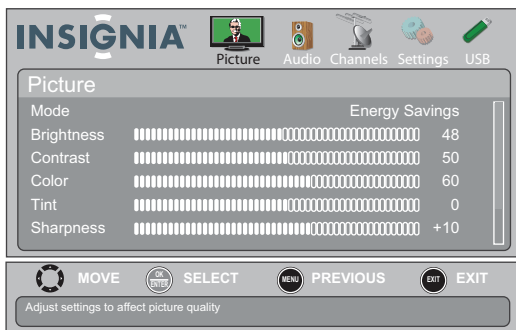 INSIGNIA™
Picture Audio Channels Settings USB
Picture
Mode Energy Savings
Brightness 48
Contrast 50
Color 60
Tint 0
Sharpness +10
MOVE OK ENTER SELECT MENU PREVIOUS EXIT EXIT
Adjust settings to affect picture quality